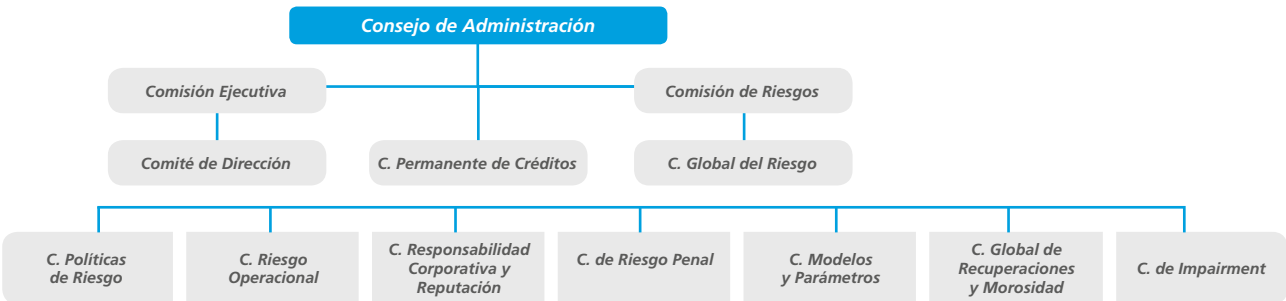 Consejo de Administración
Comisión Ejecutiva
Comisión de Riesgos
Comité de Dirección
C. Permanente de Créditos
C. Global del Riesgo
C. Políticas
de Riesgo
C. Riesgo
Operacional
C. Responsabilidad
Corporativa y
Reputación
C. de Riesgo Penal
C. Modelos
y Parámetros
C. Global de
Recuperaciones
y Morosidad
C. de Impairment